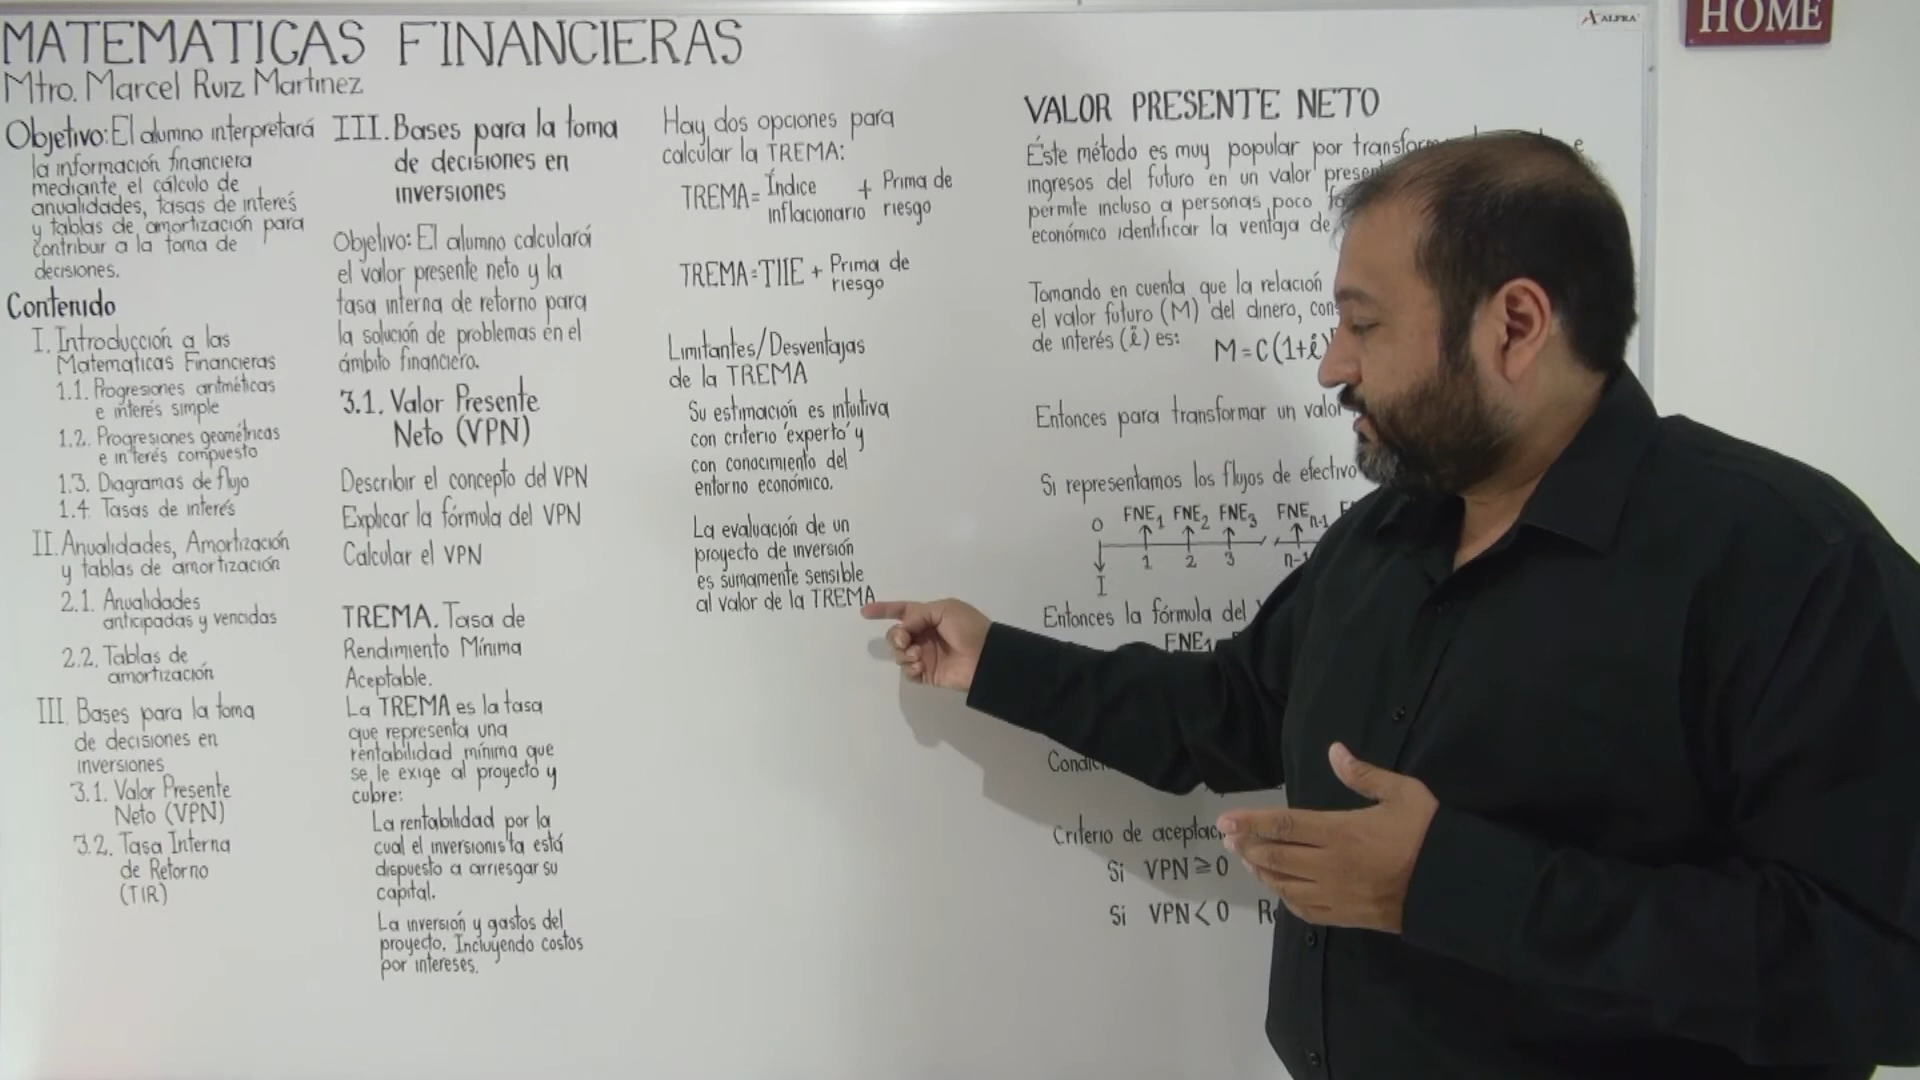 MATEMATICAS FINANCIERAS
Mtro. Marcel Ruiz Martinez
Objetivo: El alumno interpretará
la información financiera
mediante el cálculo de
anualidades, tasas de interés
y tablas de amortización para
contribuir a la toma de
decisiones.
Contenido
I. Introducción a las
Matematicas Financieras
1.1. Progresiones aritméticas
e interés simple
1.2. Progresiones geométricas
e interés compuesto
1.3. Diagramas de flujo
1.4. Tasas de interés
II. Anualidades, Amortización
y tablas de amortización
2.1. Anualidades
anticipadas y vencidas
2.2. Tablas de
amortización
III. Bases para la toma
de decisiones en
inversiones
3.1. Valor Presente
Neto (VPN)
3.2. Tasa Interna
de Retorno
(TIR)
III. Bases para la toma
de decisiones en
inversiones
Objetivo: El alumno calculará
el valor presente neto y la
tasa interna de retorno para
la solución de problemas en el
ámbito financiero.
3.1. Valor Presente
Neto (VPN)
Describir el concepto del VPN
Explicar la fórmula del VPN
Calcular el VPN
TREMA. Tasa de
Rendimiento Mínima
Aceptable.
La TREMA es la tasa
que representa una
rentabilidad mínima que
se le exige al proyecto y
cubre:
La rentabilidad por la
cual el inversionista está
dispuesto a arriesgar su
capital.
La inversión y gastos del
proyecto. Incluyendo costos
por intereses.
Hay dos opciones para
calcular la TREMA:
TREMA = Índice inflacionario + Prima de riesgo
TREMA = TIIE + Prima de riesgo
Limitantes/Desventajas
de la TREMA
Su estimación es intuitiva
con criterio 'experto' y
con conocimiento del
entorno económico.
La evaluación de un
proyecto de inversión
es sumamente sensible
al valor de la TREMA
VALOR PRESENTE NETO
Éste método es muy popular por
ingresos del futuro en un valor
permite incluso a personas poco
económico identificar la ventaja de
Tomando en cuenta que la relación
el valor futuro (M) del dinero,
de interés (i) es: M=C(1+i)
Entonces para transformar un valor
Si representamos los flujos de efectivo
0 FNE1 FNE2 FNE3 FNEn-1
1 2 3 n-1
I
Entonces la fórmula del
FNE1
Criterio de
Si VPN ≥ 0
Si VPN < 0
ALFRA
HOME